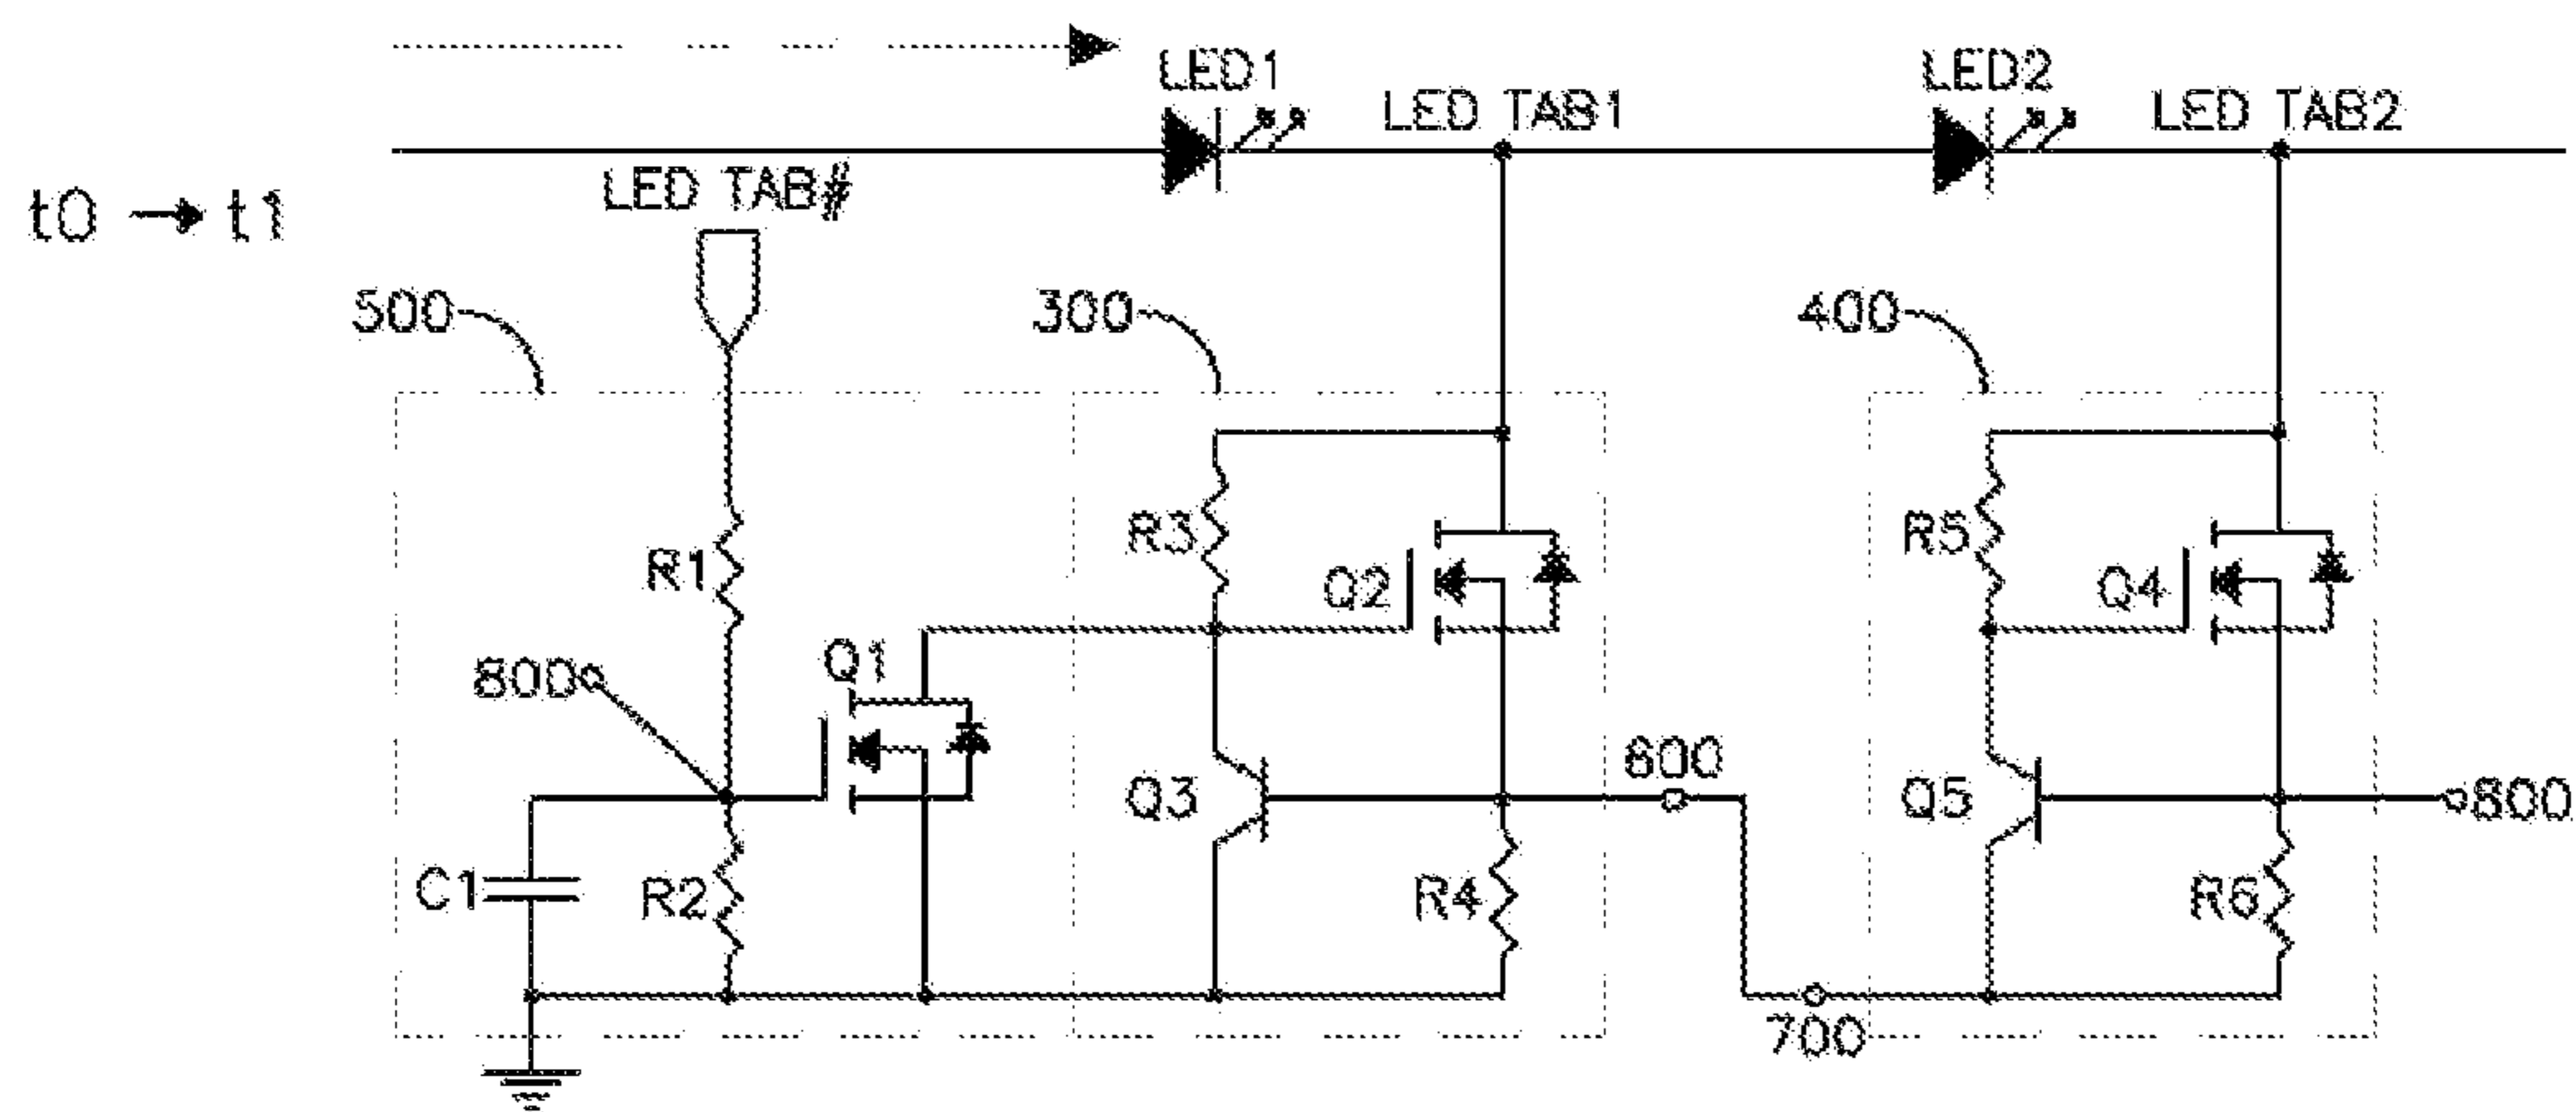 LED1
LED2
LED TAB1
LED TAB2
LED TAB#
t0 → t1
500
300
400
R1
R3
Q2
R5
Q4
800
Q1
Q3
600
Q5
800
C1
R2
R4
R6
700